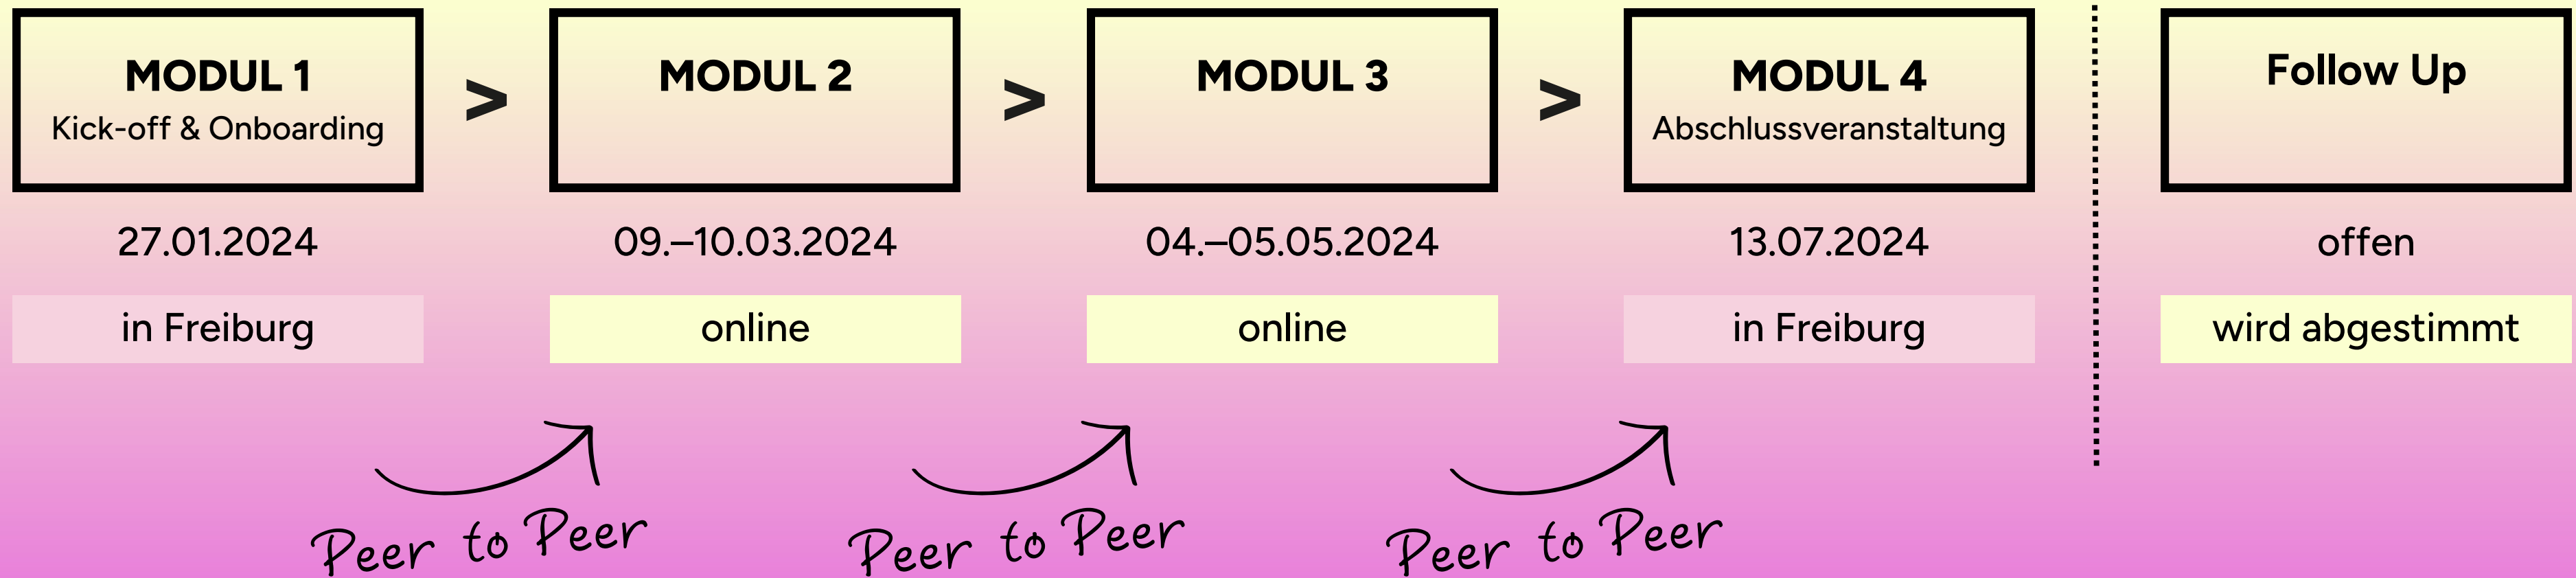 MODUL 1
Kick-off & Onboarding
>
MODUL 2
>
MODUL 3
>
MODUL 4
Abschlussveranstaltung
Follow Up
27.01.2024
09.–10.03.2024
04.–05.05.2024
13.07.2024
offen
in Freiburg
online
online
in Freiburg
wird abgestimmt
Peer to Peer
Peer to Peer
Peer to Peer